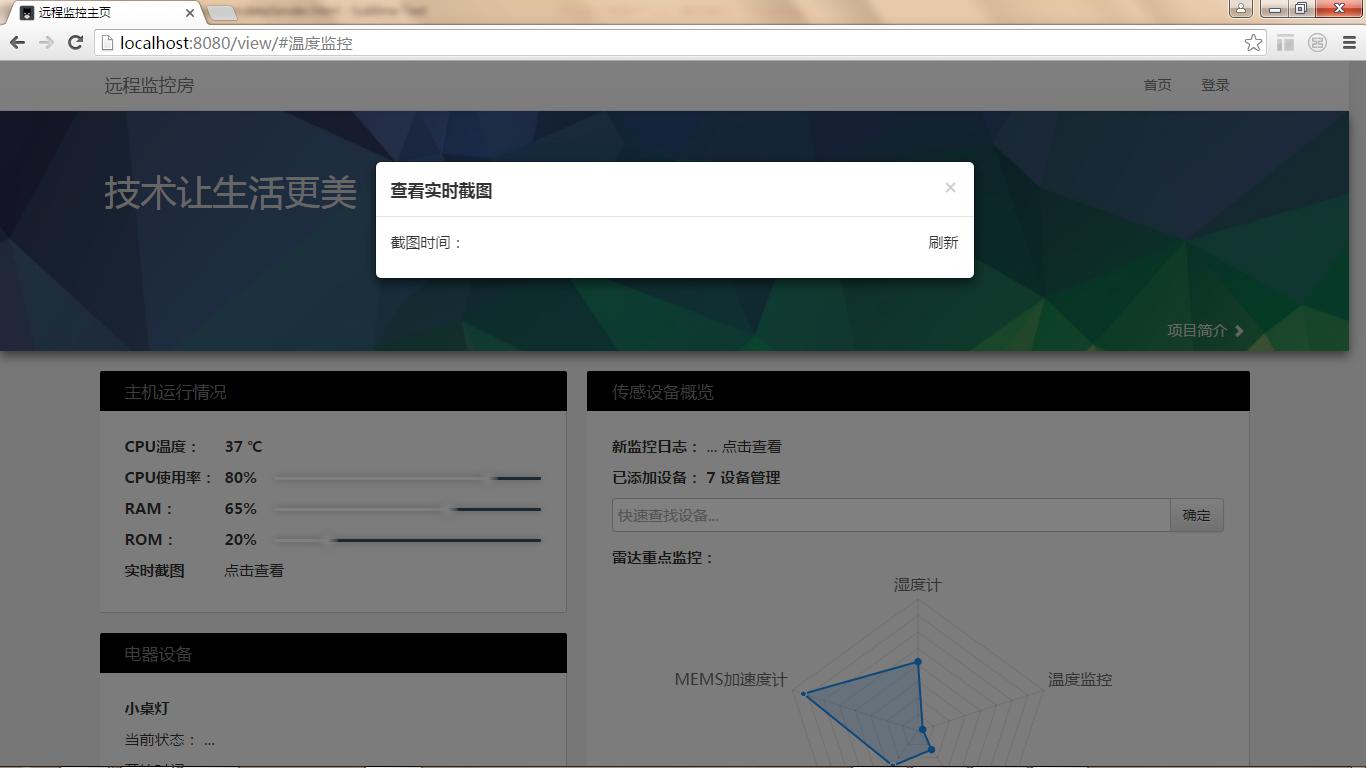 远程监控主页
localhost:8080/view/#温度监控
远程监控房
首页 登录
技术让生活更美
查看实时截图 ×
截图时间：
刷新
项目简介
主机运行情况
CPU温度： 37 ℃
CPU使用率： 80%
RAM： 65%
ROM： 20%
实时截图 点击查看
电器设备
小桌灯
当前状态： ...
传感设备概览
新监控日志： ... 点击查看
已添加设备： 7 设备管理
快速查找设备... 确定
雷达重点监控：
湿度计
MEMS加速度计
温度监控